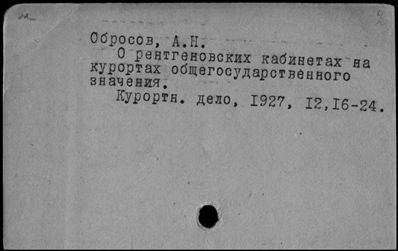 Обросов, А.Н.
О рентгеновских кабинетах на
курортах общегосударственного
значения.
Курортн. дело, 1927, 12,16-24.